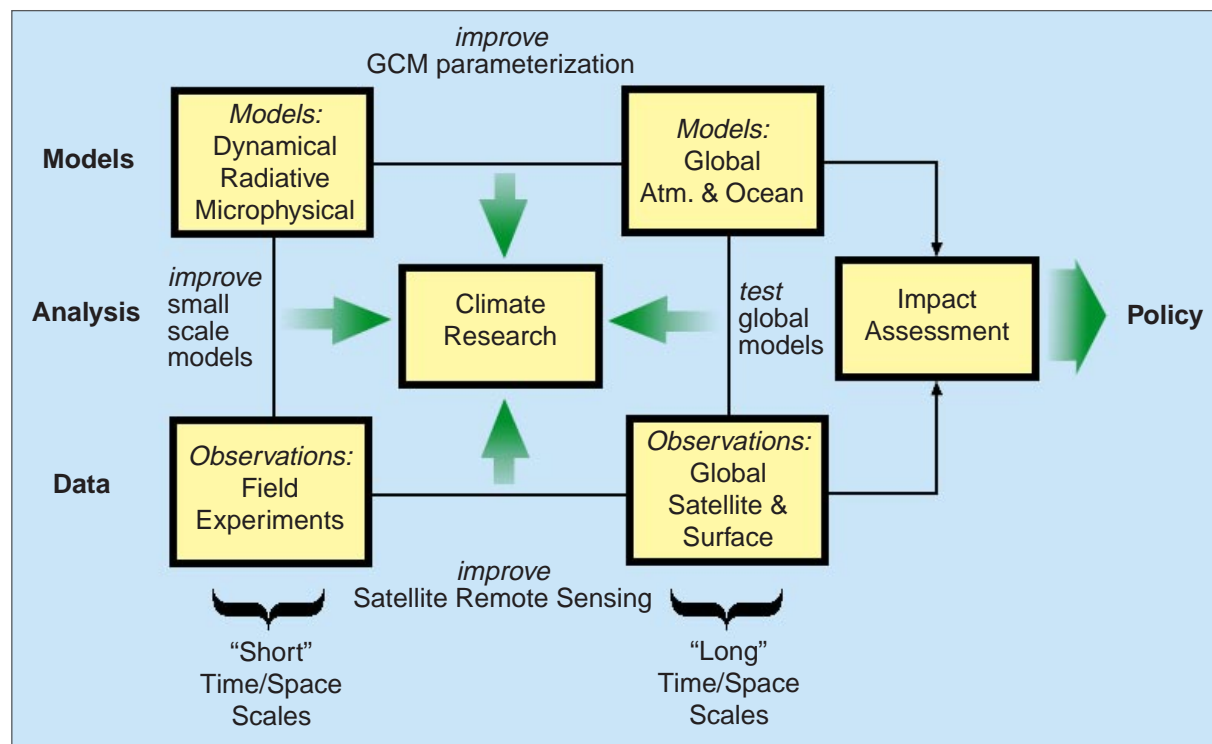 improve
GCM parameterization
Models:
Dynamical
Radiative
Microphysical
Models:
Global
Atm. & Ocean
Models
improve
small
scale
models
Analysis
Climate
Research
test
global
models
Impact
Assessment
Policy
Data
Observations:
Field
Experiments
Observations:
Global
Satellite &
Surface
improve
Satellite Remote Sensing
“Short”
Time/Space
Scales
“Long”
Time/Space
Scales